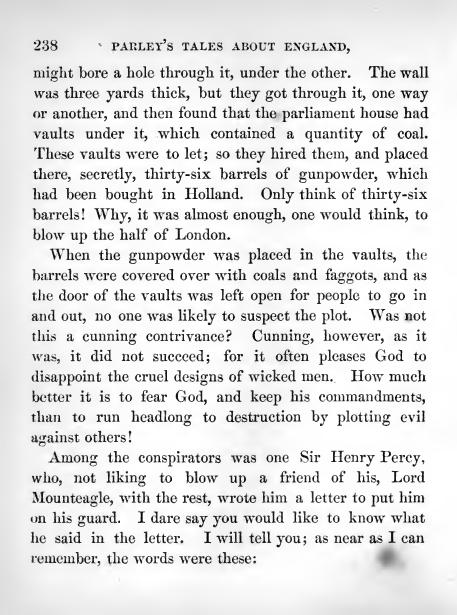 238 PARLEY'S TALES ABOUT ENGLAND,
might bore a hole through it, under the other. The wall
was three yards thick, but they got through it, one way
or another, and then found that the parliament house had
vaults under it, which contained a quantity of coal.
These vaults were to let; so they hired them, and placed
there, secretly, thirty-six barrels of gunpowder, which
had been bought in Holland. Only think of thirty-six
barrels! Why, it was almost enough, one would think, to
blow up the half of London.
When the gunpowder was placed in the vaults, the
barrels were covered over with coals and faggots, and as
the door of the vaults was left open for people to go in
and out, no one was likely to suspect the plot. Was not
this a cunning contrivance? Cunning, however, as it
was, it did not succeed; for it often pleases God to
disappoint the cruel designs of wicked men. How much
better it is to fear God, and keep his commandments,
than to run headlong to destruction by plotting evil
against others!
Among the conspirators was one Sir Henry Percy,
who, not liking to blow up a friend of his, Lord
Mounteagle, with the rest, wrote him a letter to put him
on his guard. I dare say you would like to know what
he said in the letter. I will tell you; as near as I can
remember, the words were these: